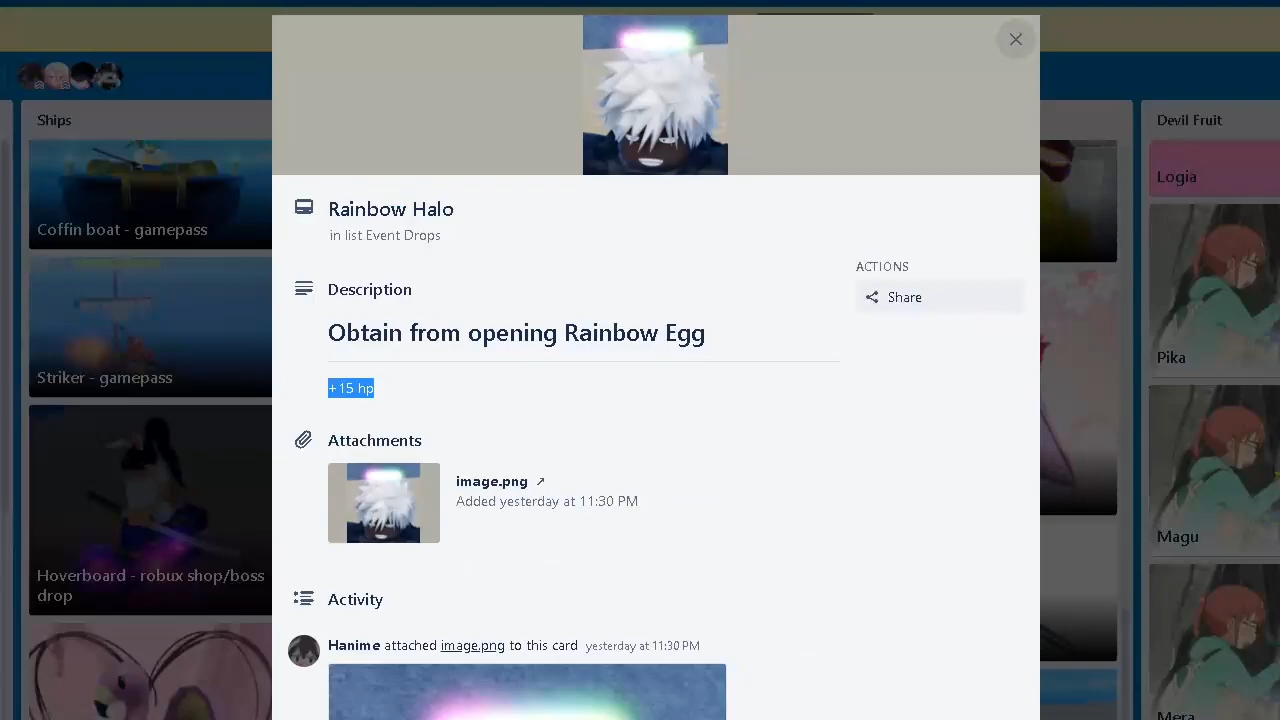 Ships
Coffin boat - gamepass
Striker - gamepass
Hoverboard - robux shop/boss
drop
Rainbow Halo
in list Event Drops
Description
Obtain from opening Rainbow Egg
+15 hp
Attachments
image.png ↗
Added yesterday at 11:30 PM
Activity
Hanime attached image.png to this card yesterday at 11:30 PM
ACTIONS
Share
Devil Fruit
Logia
Pika
Magu
Mera